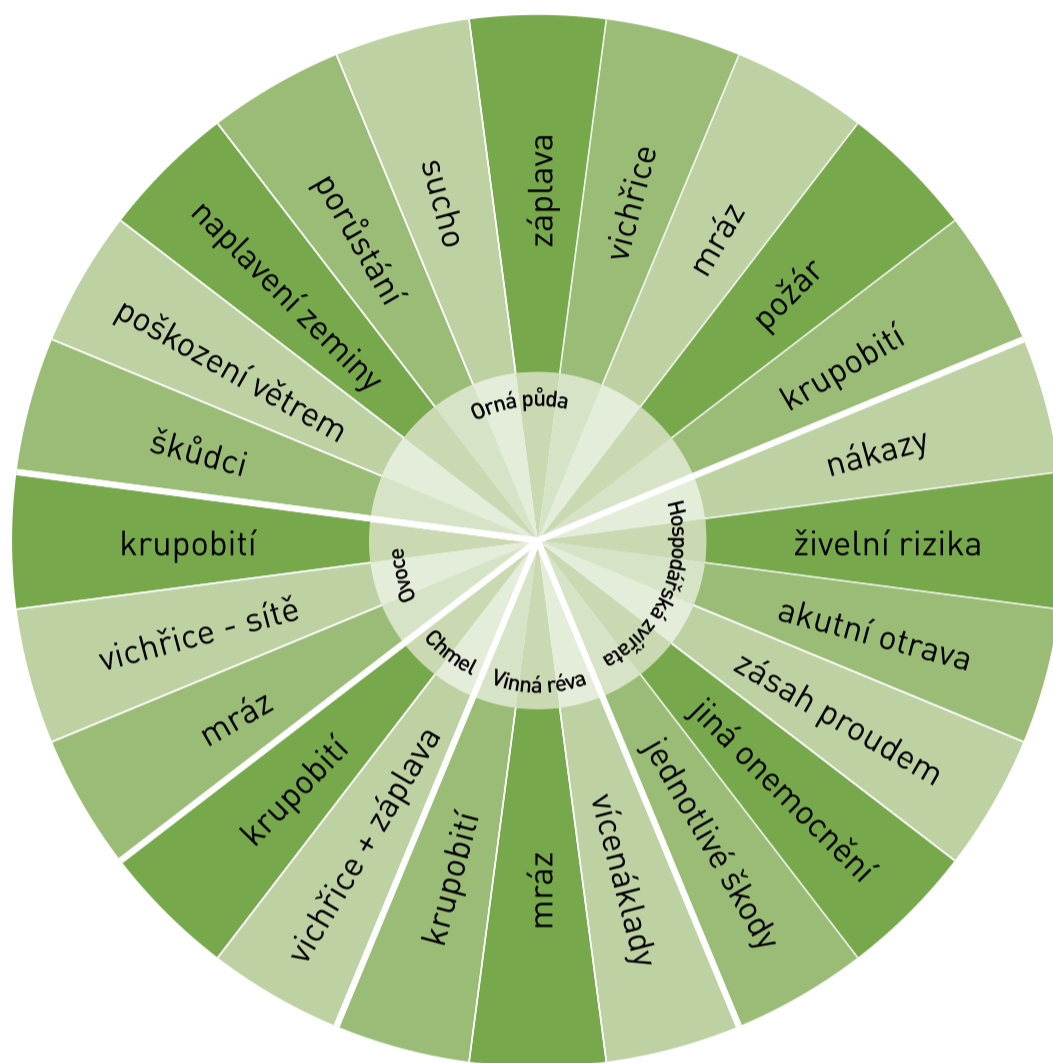 Orná půda
škůdci
poškození větrem
naplavení zeminy
porůstání
sucho
záplava
vichřice
mráz
požár
krupobití
Hospodářská zvířata
nákazy
živelní rizika
akutní otrava
zásah proudem
jiná onemocnění
jednotlivé škody
Vinná réva
vícenáklady
mráz
krupobití
Chmel
vichřice + záplava
krupobití
Ovoce
mráz
vichřice - sítě
krupobití